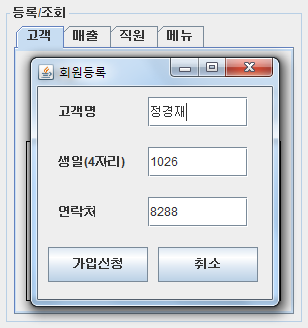 등록/조회
고객 매출 직원 메뉴
회원등록
고객명 정경재
생일(4자리) 1026
연락처 8288
가입신청 취소